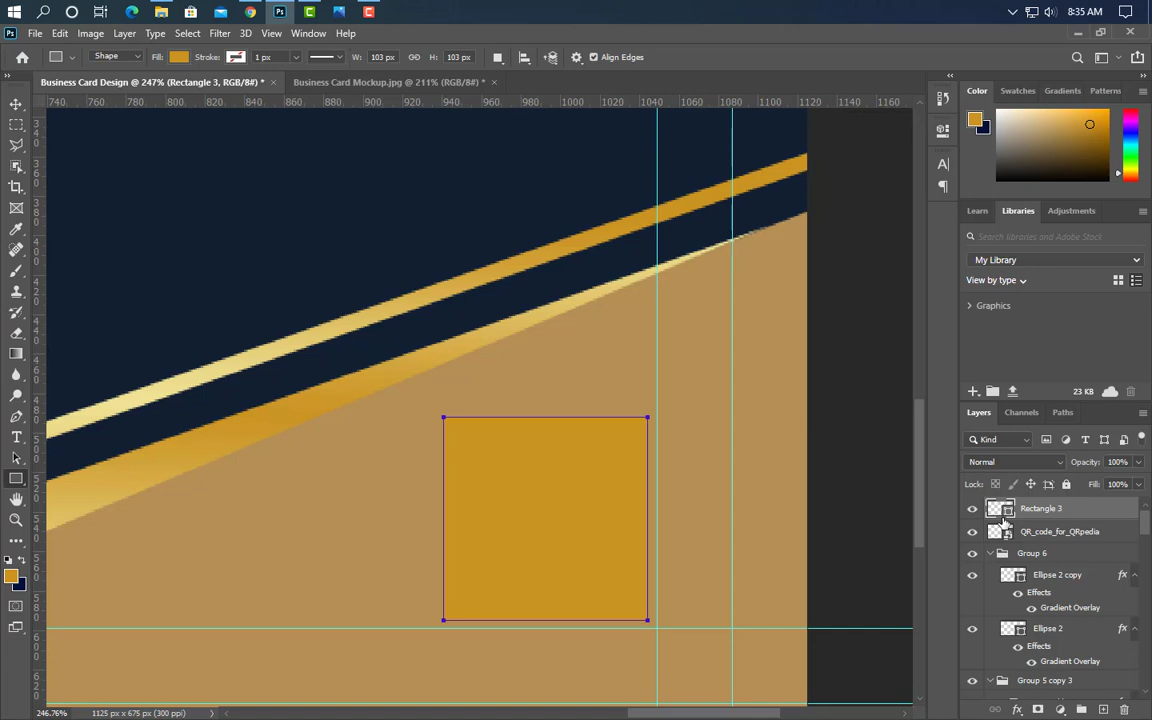 8:35 AM
Ps File Edit Image Layer Type Select Filter 3D View Window Help
Shape Fill: Stroke: 1 px W: 103 px H: 103 px Align Edges
Business Card Design @ 247% (Rectangle 3, RGB/8#) * × Business Card Mockup.jpg @ 211% (RGB/8#) * ×
740 760 780 800 820 840 860 880 900 920 940 960 980 1000 1020 1040 1060 1080 1100 1120 1140 1160
Color Swatches Gradients Patterns
Learn Libraries Adjustments
Search libraries and Adobe Stock
My Library
View by type
Graphics
23 KB
Layers Channels Paths
Kind
Normal Opacity: 100%
Lock: Fill: 100%
Rectangle 3
QR_code_for_QRpedia
Group 6
Ellipse 2 copy fx
Effects
Gradient Overlay
Ellipse 2 fx
Effects
Gradient Overlay
Group 5 copy 3
246.76% 1125 px x 675 px (300 ppi)